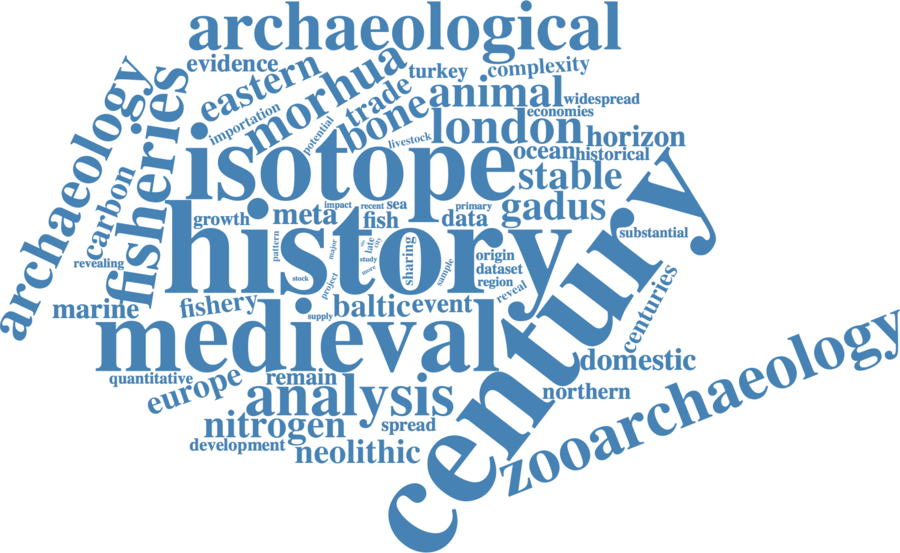 archaeological
evidence
eastern
morhua
turkey
complexity
archaeology
fisheries
importation
potential
trade
bone
animal
widespread
economies
livestock
london
horizon
isotope
ocean
historical
stable
carbon
revealing
growth
meta
impact
recent
sea
fish
primary
data
gadus
history
century
substantial
pattern
major
late
city
study
more
sharing
sample
origin
dataset
region
reveal
stock
project
supply
marine
fishery
baltic
event
centuries
medieval
domestic
quantitative
europe
remain
analysis
northern
zooarchaeology
nitrogen
spread
development
neolithic